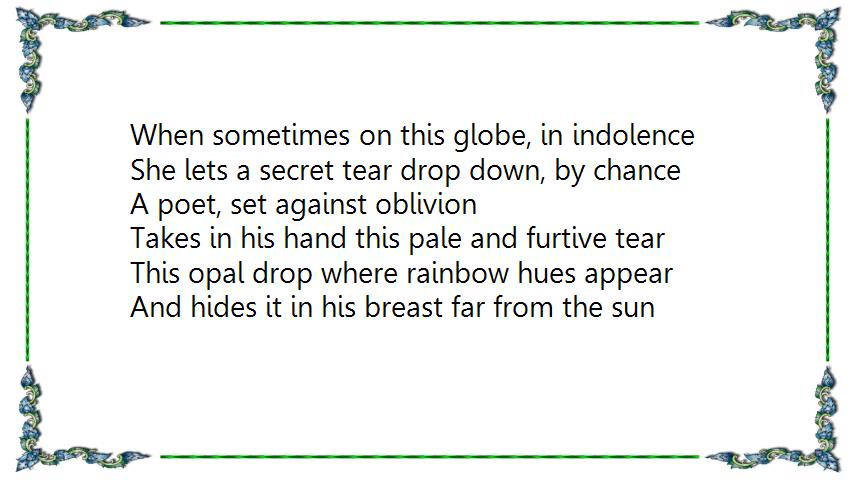 When sometimes on this globe, in indolence
She lets a secret tear drop down, by chance
A poet, set against oblivion
Takes in his hand this pale and furtive tear
This opal drop where rainbow hues appear
And hides it in his breast far from the sun